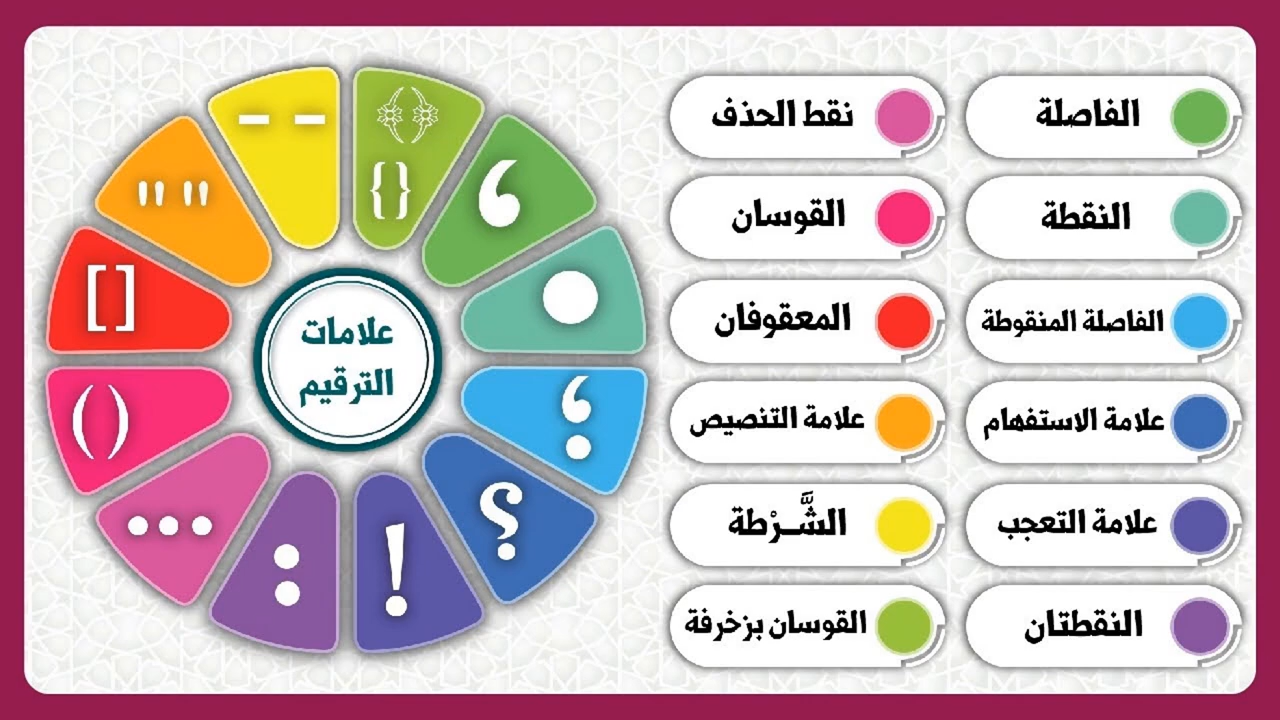 علامات
الترقيم
﴿﴾
{}
،
.
؛
؟
!
:
...
()
[]
" "
– –
الفاصلة
النقطة
الفاصلة المنقوطة
علامة الاستفهام
علامة التعجب
النقطتان
نقط الحذف
القوسان
المعقوفان
علامة التنصيص
الشَّـرْطة
القوسان بزخرفة